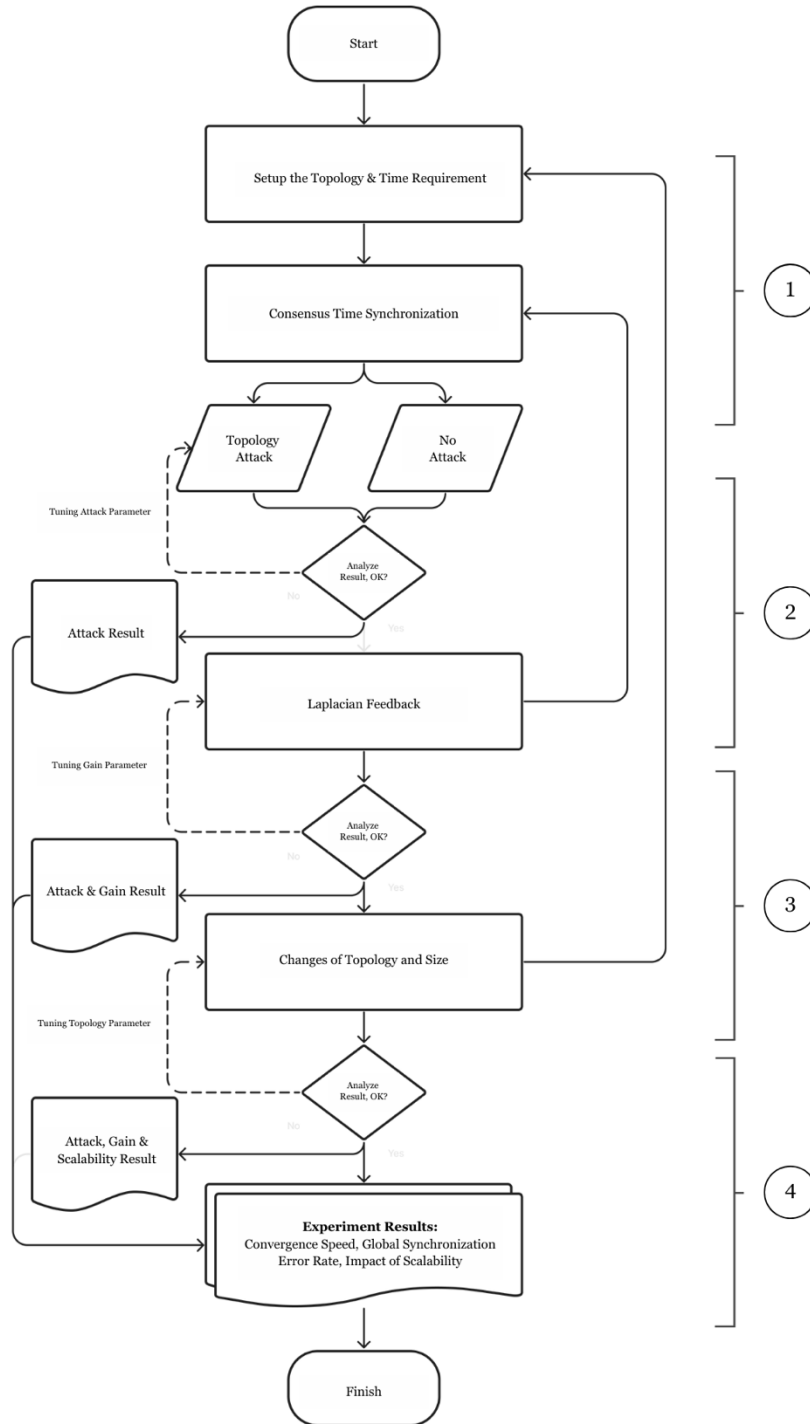 Start
Setup the Topology & Time Requirement
1
Consensus Time Synchronization
Topology
Attack
No
Attack
Tuning Attack Parameter
Analyze
Result, OK?
No
Yes
2
Attack Result
Laplacian Feedback
Tuning Gain Parameter
Analyze
Result, OK?
No
Yes
3
Attack & Gain Result
Changes of Topology and Size
Tuning Topology Parameter
Analyze
Result, OK?
No
Yes
Attack, Gain &
Scalability Result
4
Experiment Results:
Convergence Speed, Global Synchronization
Error Rate, Impact of Scalability
Finish